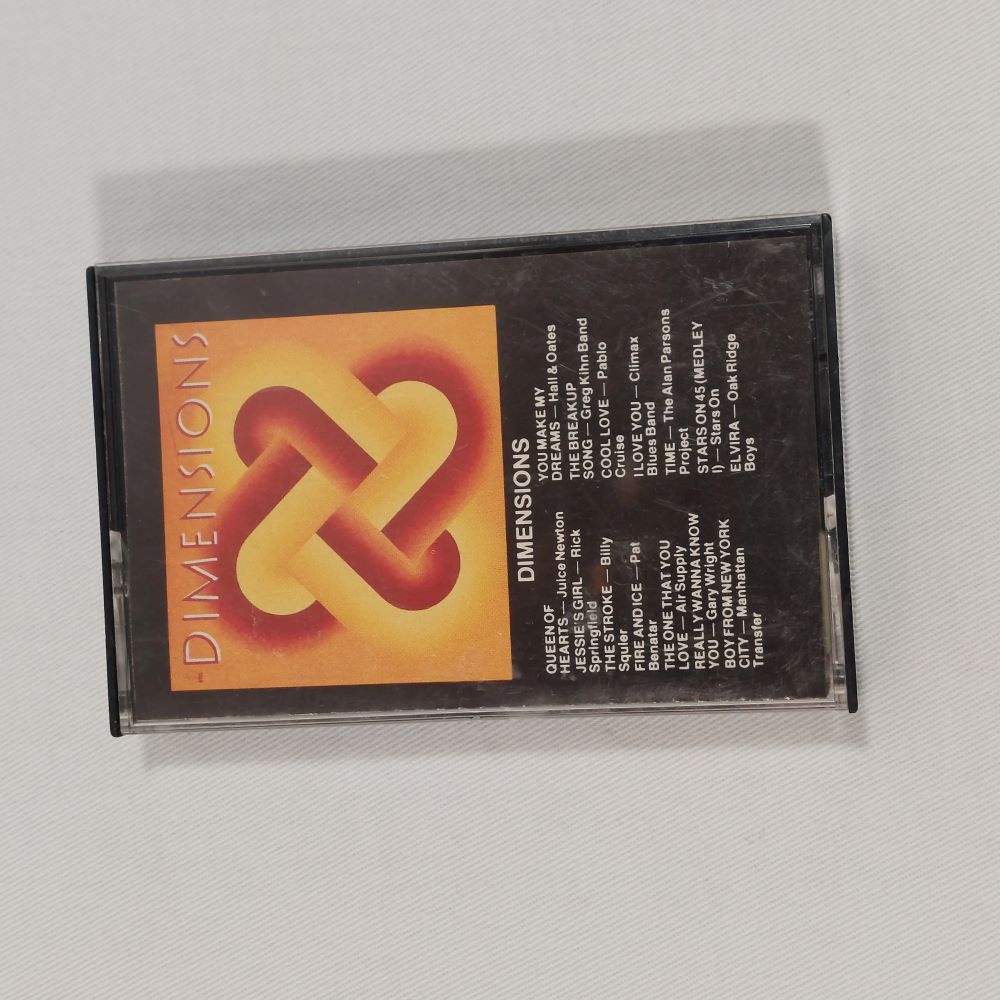 DIMENSIONS
DIMENSIONS
QUEEN OF
HEARTS — Juice Newton
JESSIE'S GIRL — Rick
Springfield
THE STROKE — Billy
Squier
FIRE AND ICE — Pat
Benatar
THE ONE THAT YOU
LOVE — Air Supply
REALLY WANNA KNOW
YOU — Gary Wright
BOY FROM NEW YORK
CITY — Manhattan
Transfer
YOU MAKE MY
DREAMS — Hall & Oates
THE BREAKUP
SONG — Greg Kihn Band
COOL LOVE — Pablo
Cruise
I LOVE YOU — Climax
Blues Band
TIME — The Alan Parsons
Project
STARS ON 45 (MEDLEY
I) — Stars On
ELVIRA — Oak Ridge
Boys